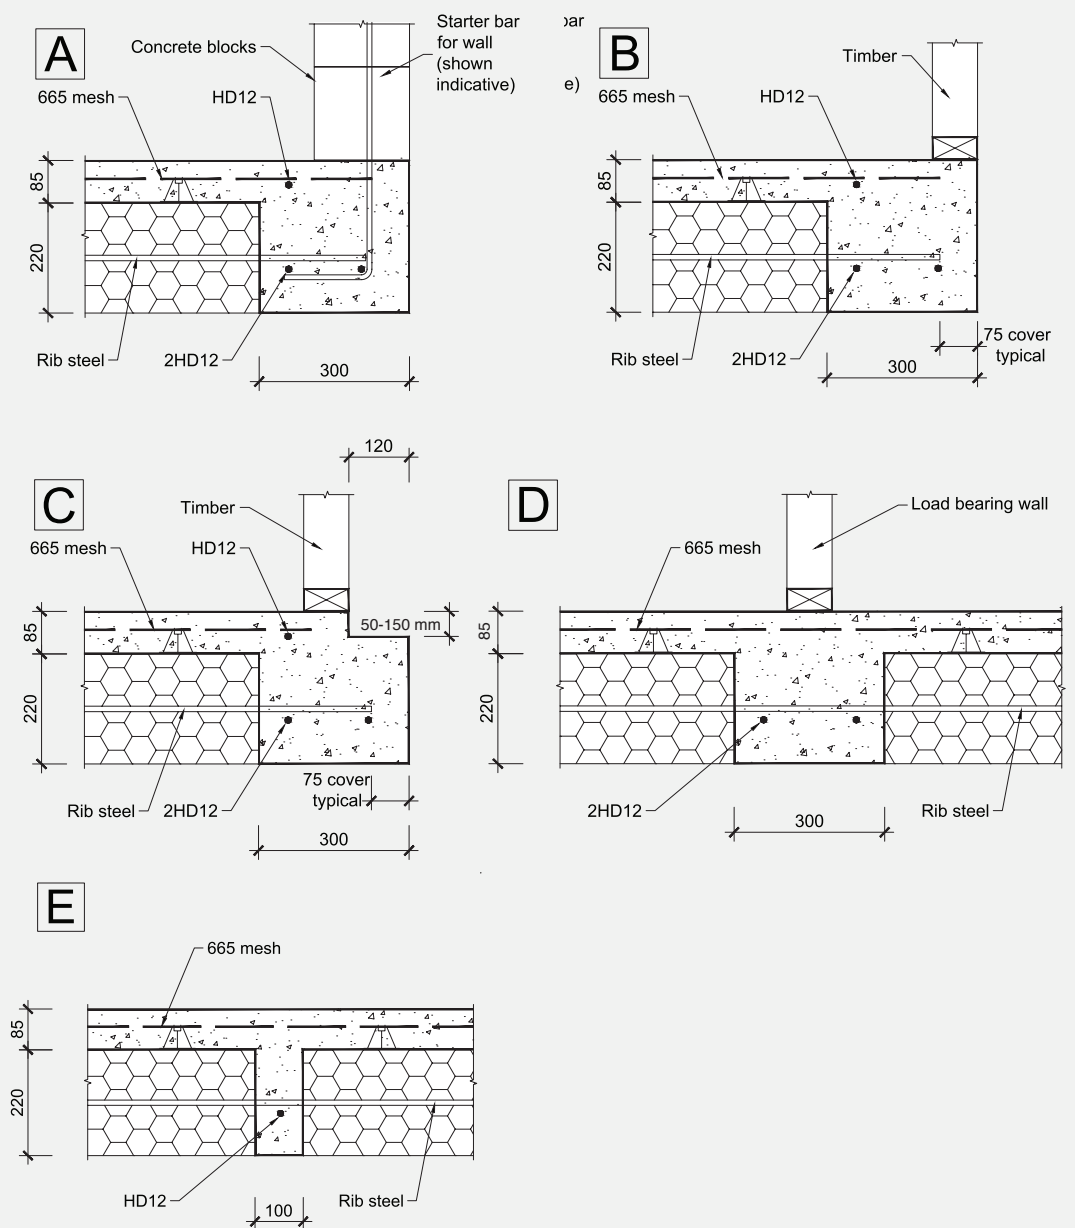 A
Concrete blocks
Starter bar
for wall
(shown
indicative)
665 mesh
HD12
85
220
Rib steel
2HD12
300
bar
e)
B
Timber
665 mesh
HD12
85
220
Rib steel
2HD12
75 cover
typical
300
C
120
Timber
665 mesh
HD12
50-150 mm
85
220
75 cover
typical
Rib steel
2HD12
300
D
Load bearing wall
665 mesh
85
220
2HD12
Rib steel
300
E
665 mesh
85
220
HD12
Rib steel
100